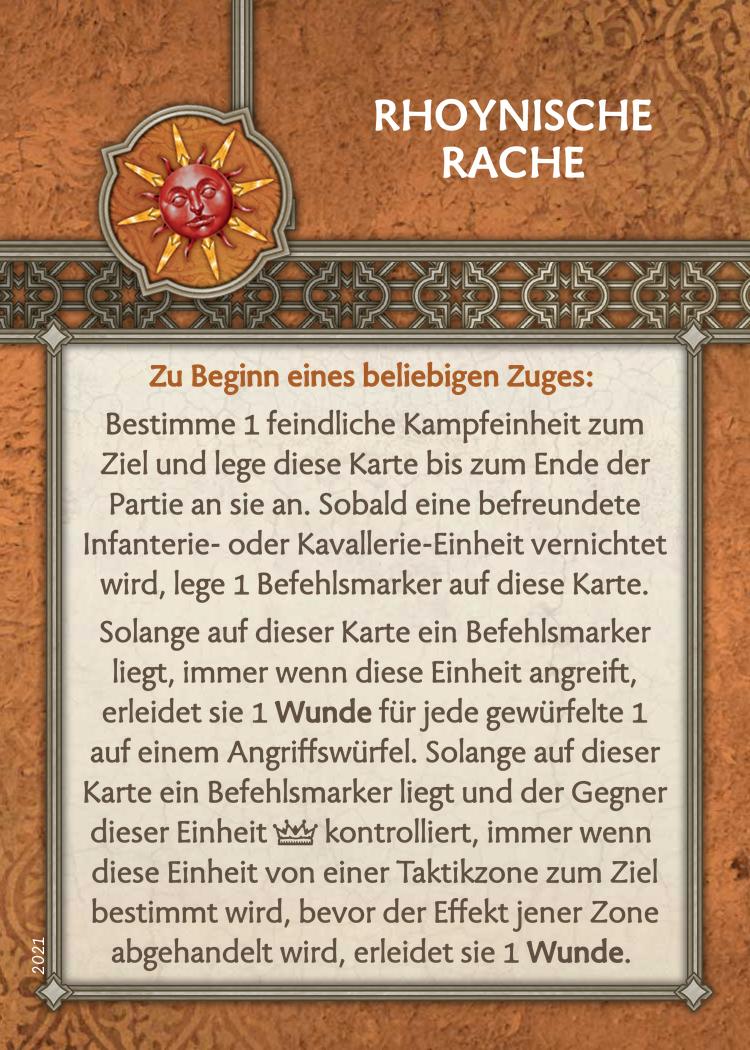 RHOYNISCHE
RACHE
Zu Beginn eines beliebigen Zuges:
Bestimme 1 feindliche Kampfeinheit zum
Ziel und lege diese Karte bis zum Ende der
Partie an sie an. Sobald eine befreundete
Infanterie- oder Kavallerie-Einheit vernichtet
wird, lege 1 Befehlsmarker auf diese Karte.
Solange auf dieser Karte ein Befehlsmarker
liegt, immer wenn diese Einheit angreift,
erleidet sie 1 Wunde für jede gewürfelte 1
auf einem Angriffswürfel. Solange auf dieser
Karte ein Befehlsmarker liegt und der Gegner
dieser Einheit kontrolliert, immer wenn
diese Einheit von einer Taktikzone zum Ziel
bestimmt wird, bevor der Effekt jener Zone
abgehandelt wird, erleidet sie 1 Wunde.
2021